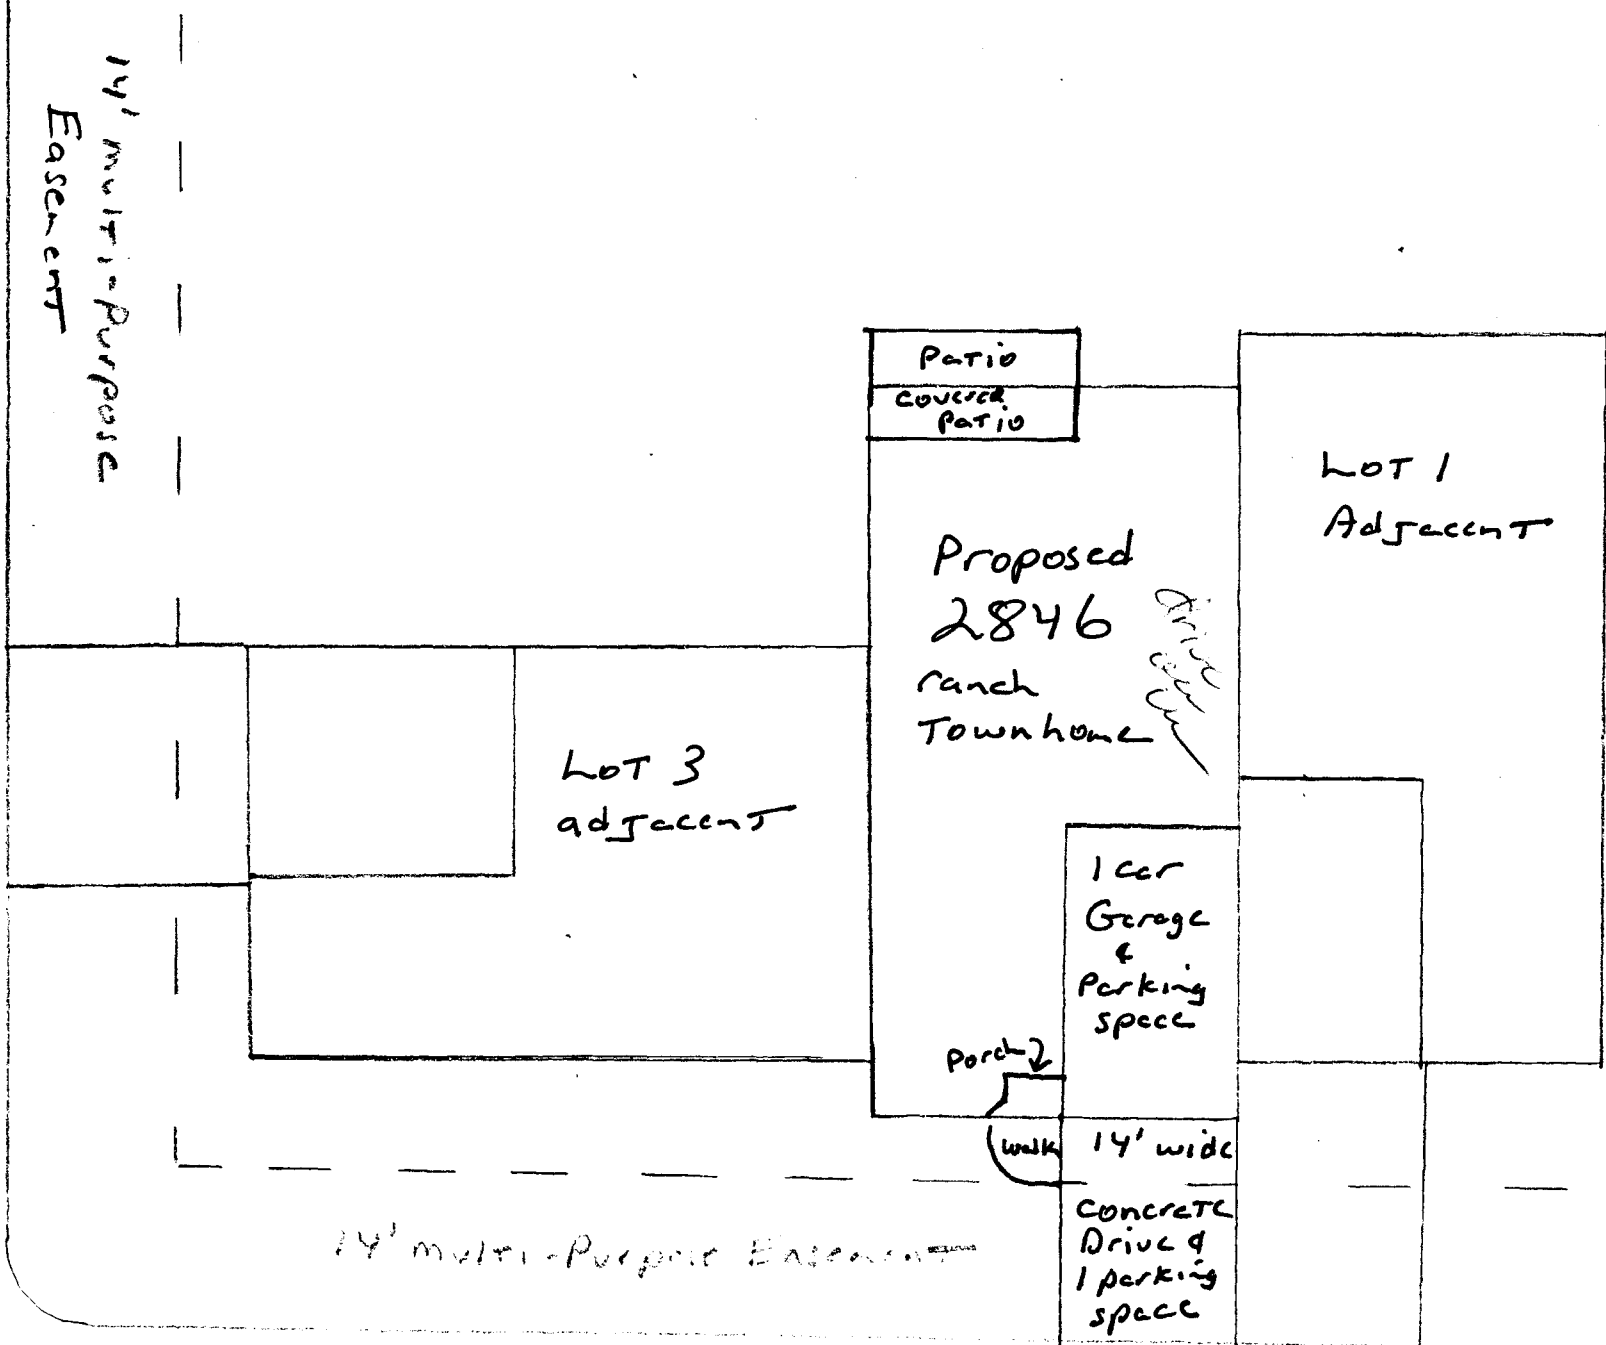 14' multi-Purpose
Easement
Patio
covered
Patio
LOT 1
Adjacent
Proposed
2846
ranch
Townhome
LOT 3
adjacent
1 car
Garage
&
Parking
space
Porch
walk
14' wide
Concrete
Drive &
1 parking
space
14' multi-Purpose Easement